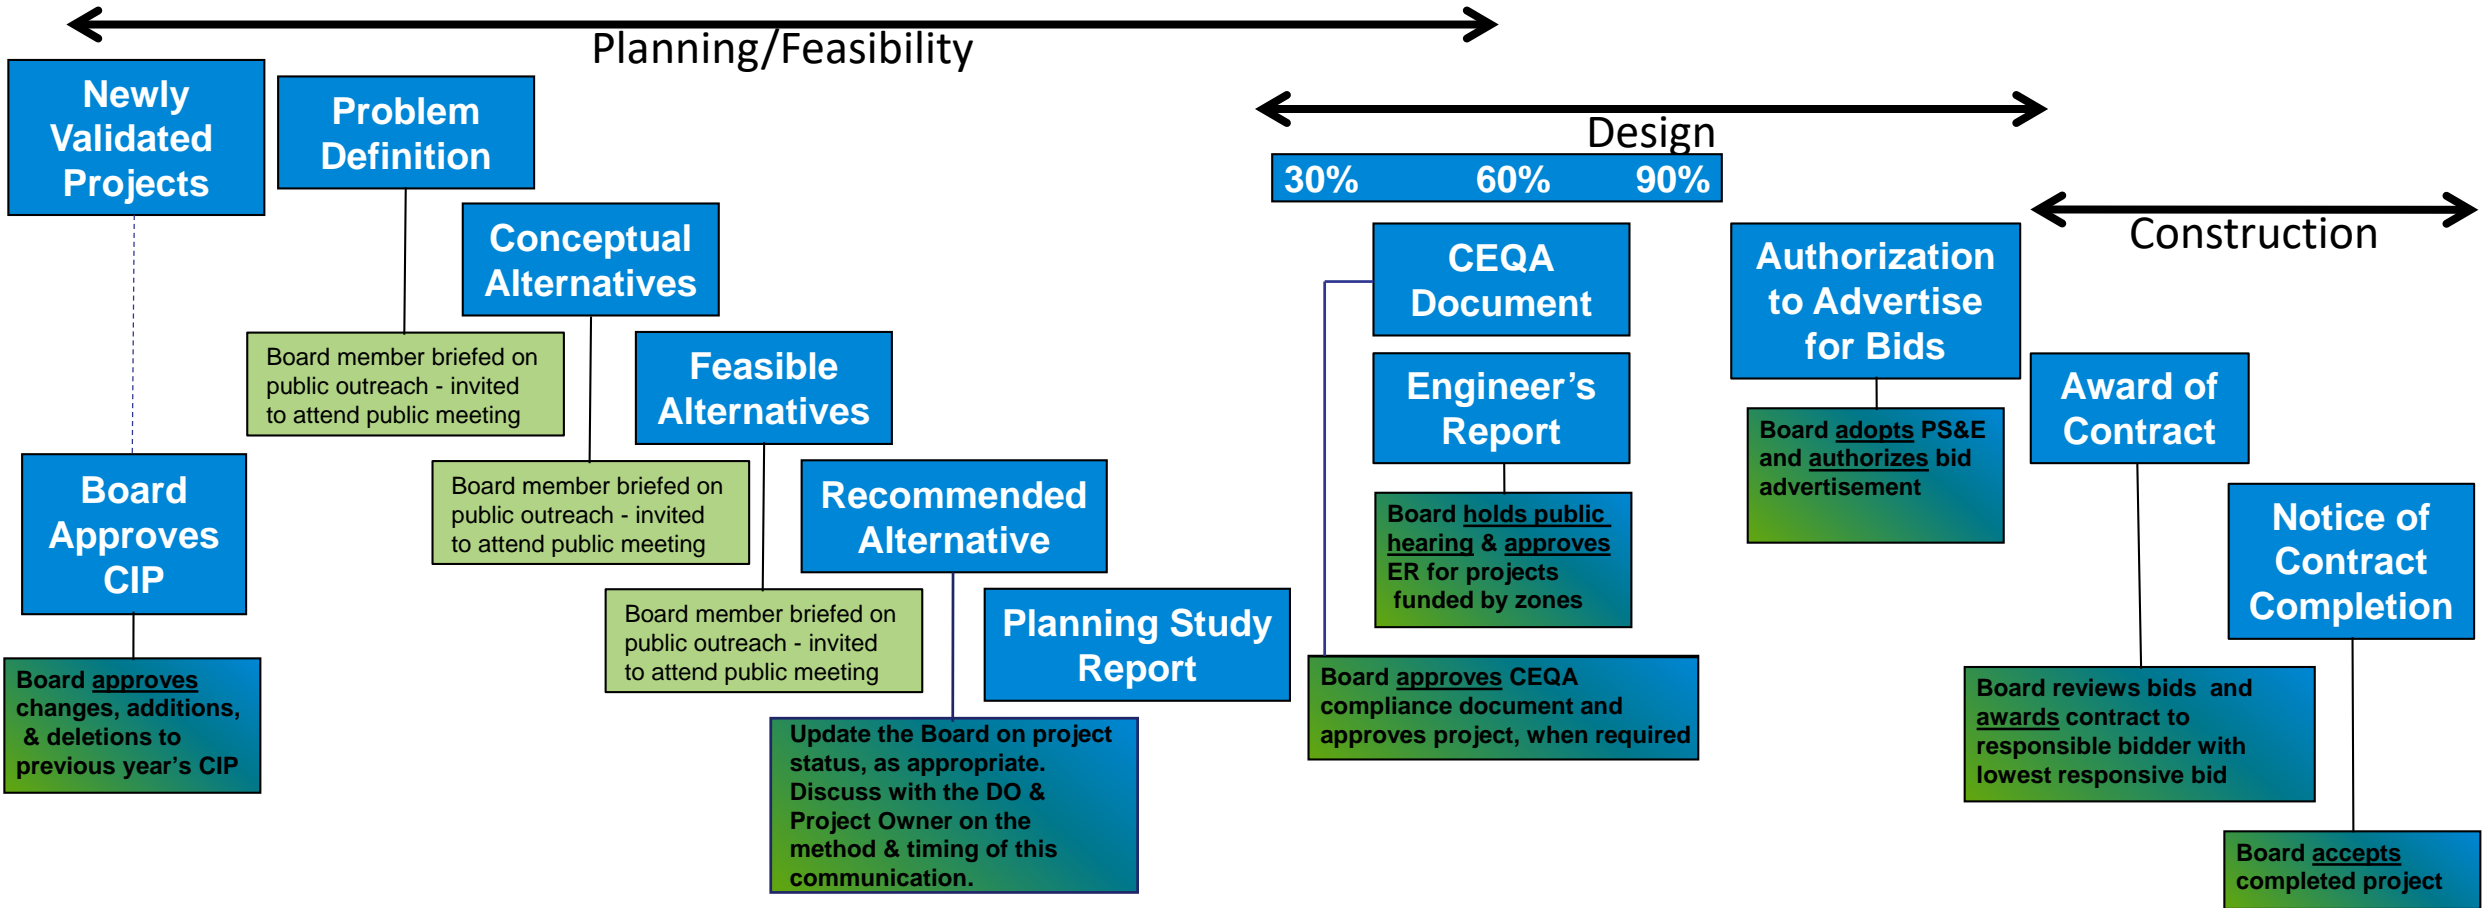 Planning/Feasibility
Newly
Validated
Projects
Problem
Definition
Design
30% 60% 90%
Construction
Conceptual
Alternatives
CEQA
Document
Authorization
to Advertise
for Bids
Board member briefed on
public outreach - invited
to attend public meeting
Feasible
Alternatives
Engineer’s
Report
Award of
Contract
Board adopts PS&E
and authorizes bid
advertisement
Board
Approves
CIP
Board member briefed on
public outreach - invited
to attend public meeting
Recommended
Alternative
Board holds public
hearing & approves
ER for projects
funded by zones
Notice of
Contract
Completion
Board member briefed on
public outreach - invited
to attend public meeting
Planning Study
Report
Board approves
changes, additions,
& deletions to
previous year’s CIP
Board approves CEQA
compliance document and
approves project, when required
Board reviews bids and
awards contract to
responsible bidder with
lowest responsive bid
Update the Board on project
status, as appropriate.
Discuss with the DO &
Project Owner on the
method & timing of this
communication.
Board accepts
completed project